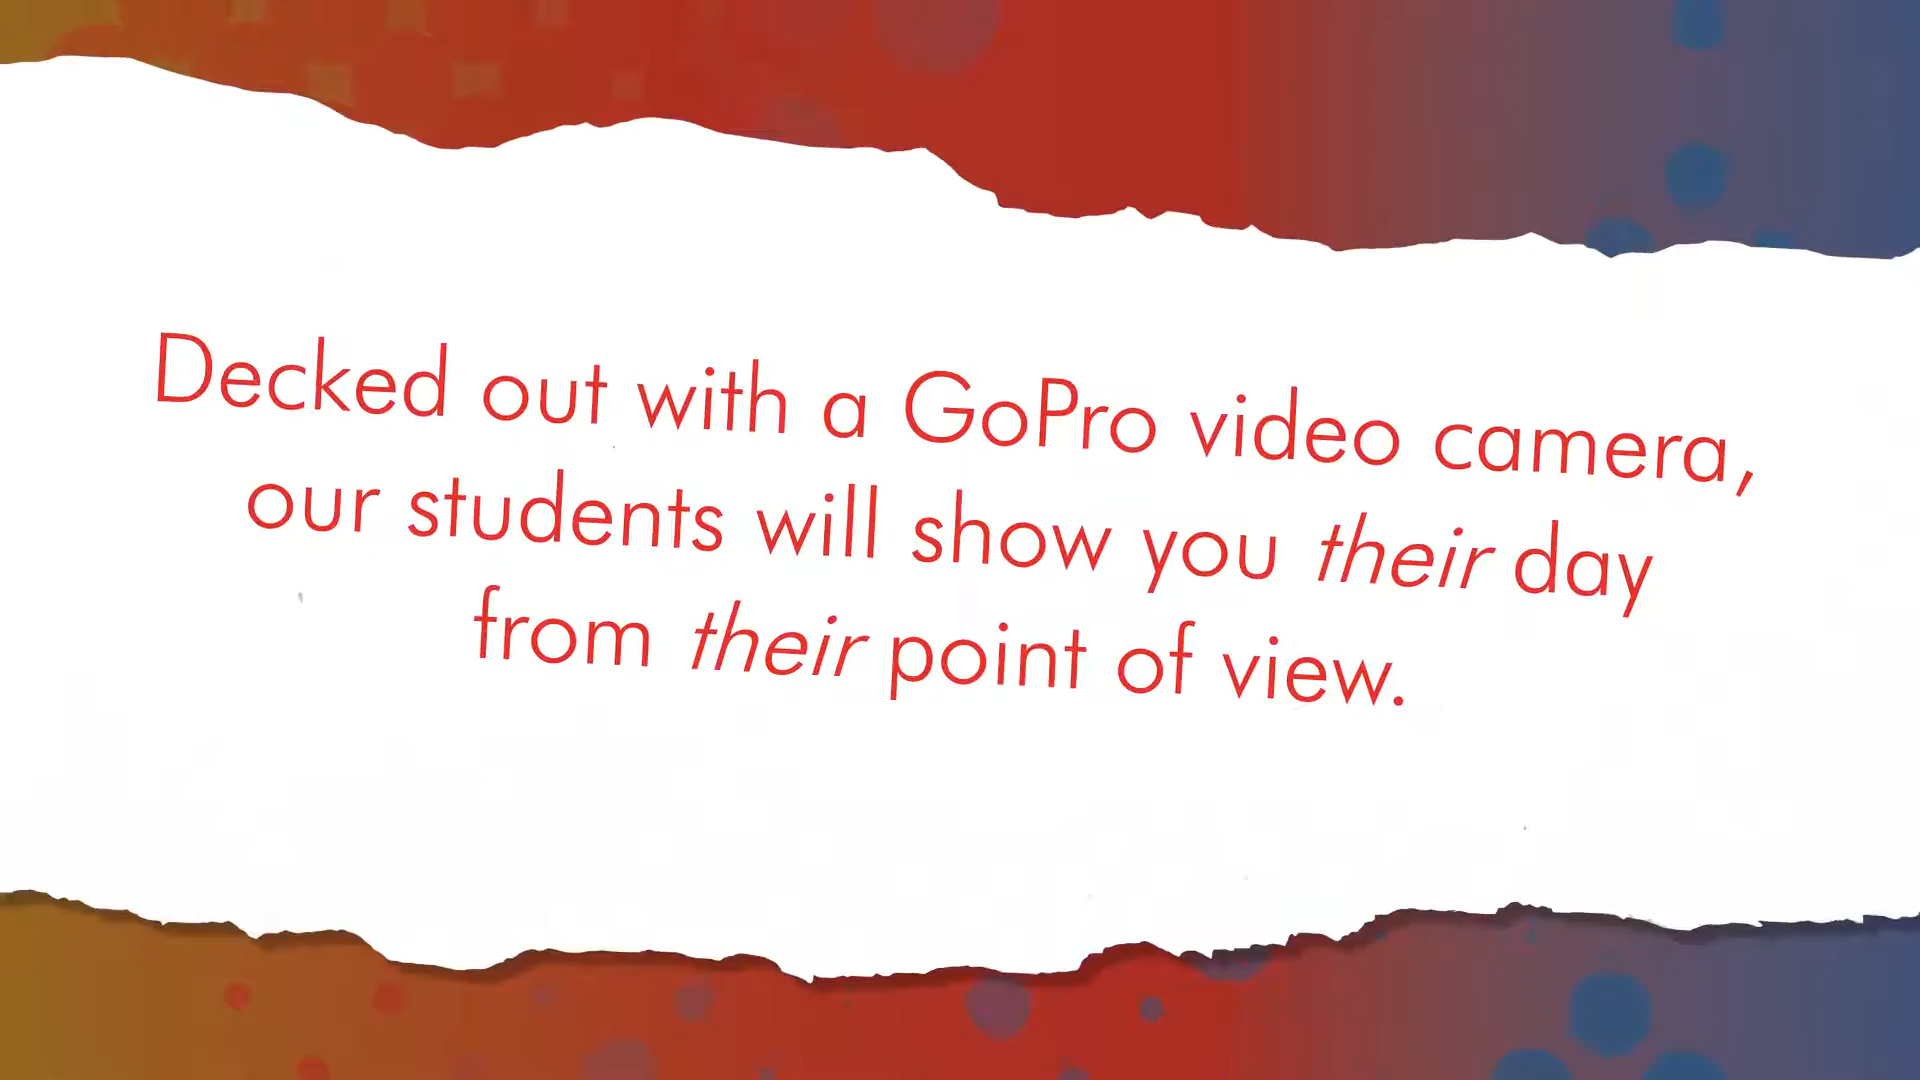 Decked out with a GoPro video camera,
our students will show you their day
from their point of view.